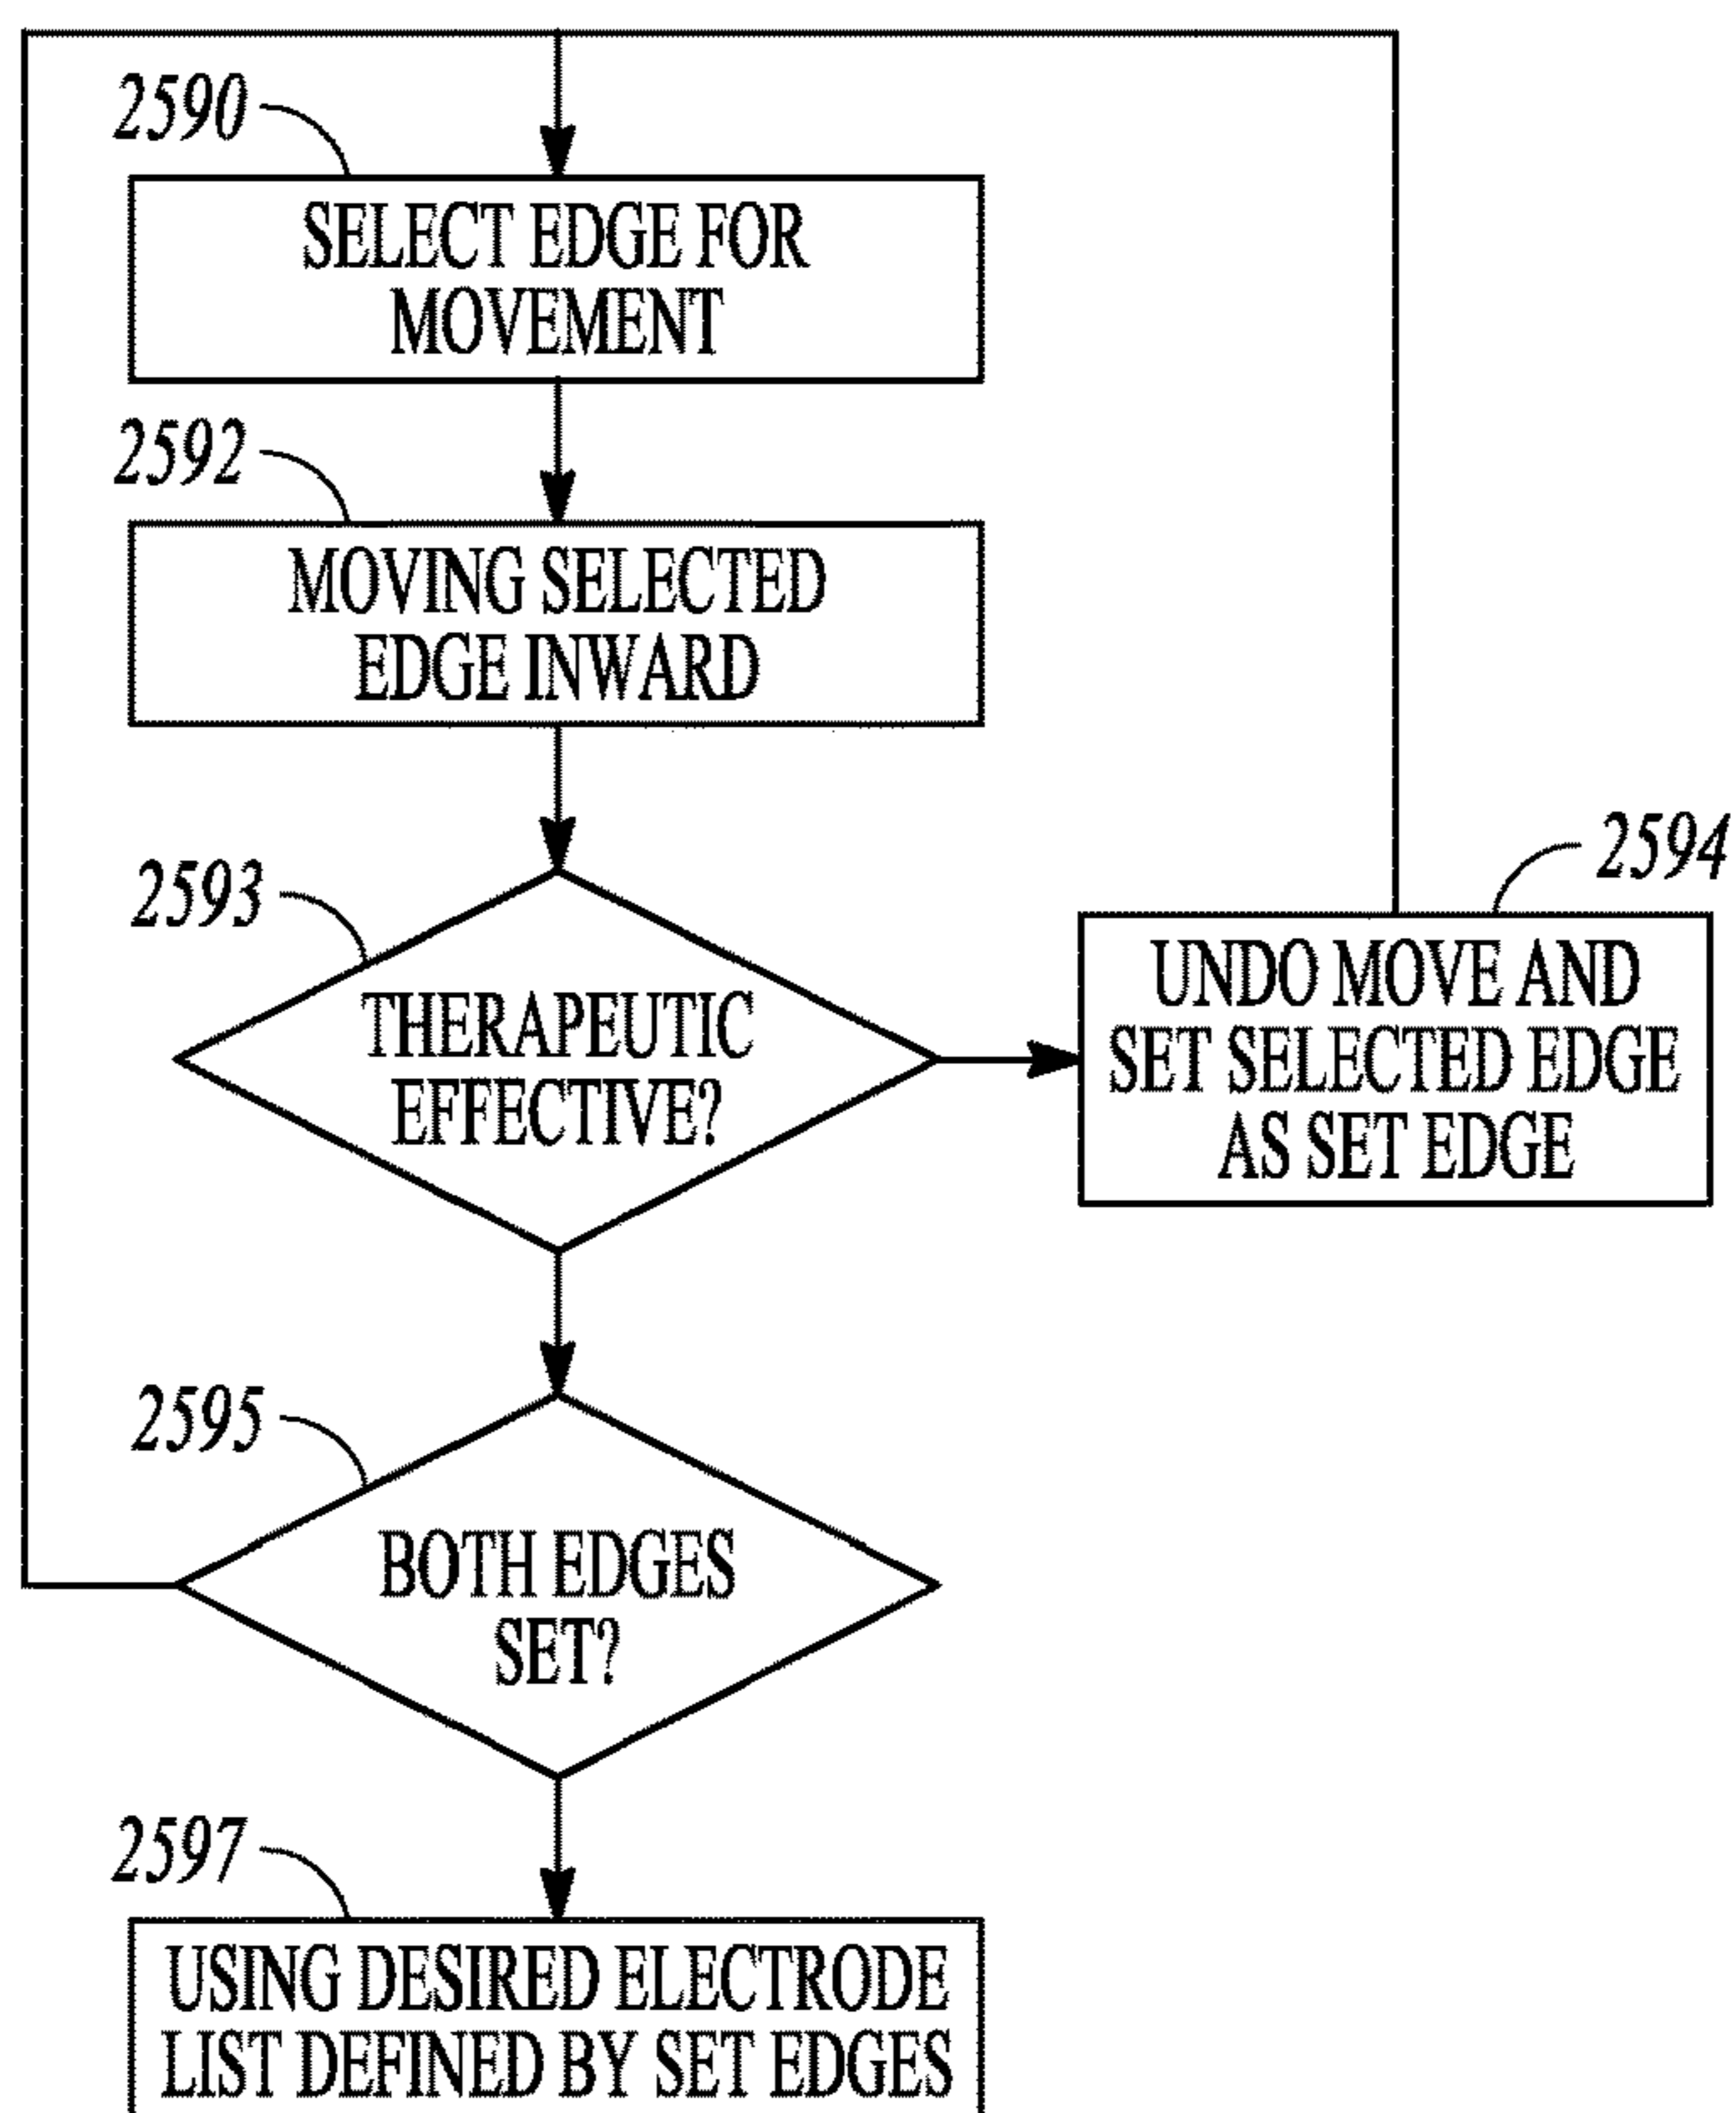 2590
SELECT EDGE FOR
MOVEMENT
2592
MOVING SELECTED
EDGE INWARD
2593
THERAPEUTIC
EFFECTIVE?
2594
UNDO MOVE AND
SET SELECTED EDGE
AS SET EDGE
2595
BOTH EDGES
SET?
2597
USING DESIRED ELECTRODE
LIST DEFINED BY SET EDGES